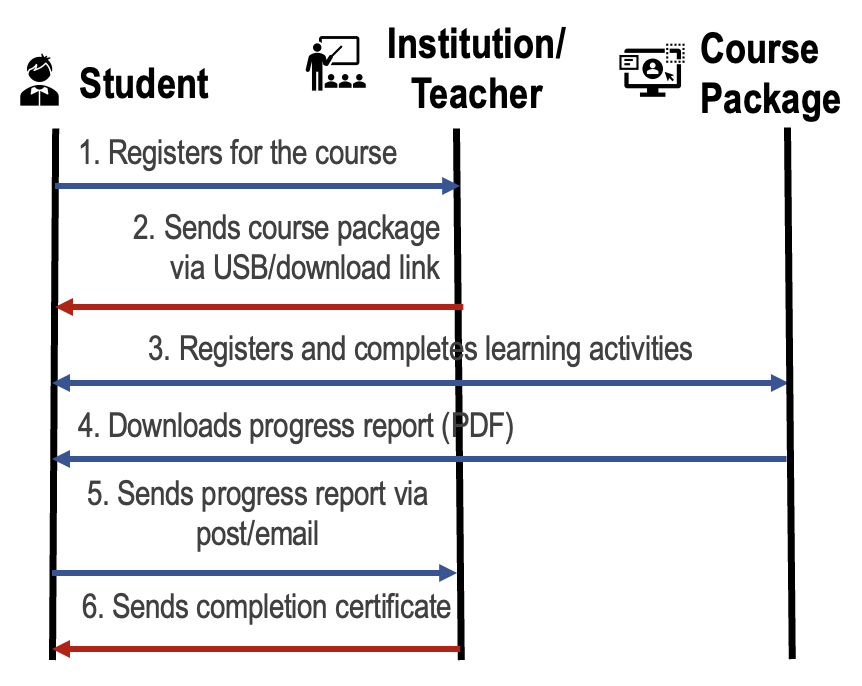 Student
Institution/
Teacher
Course
Package
1. Registers for the course
2. Sends course package
via USB/download link
3. Registers and completes learning activities
4. Downloads progress report (PDF)
5. Sends progress report via
post/email
6. Sends completion certificate